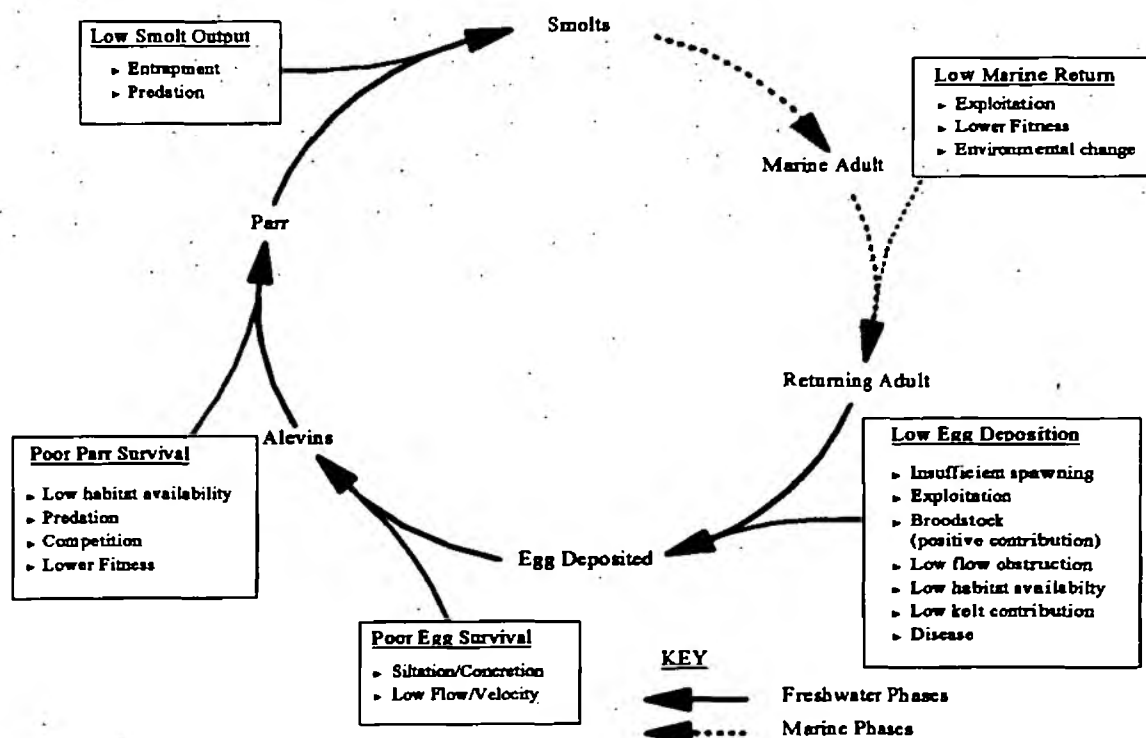 Smolts
Low Smolt Output
▸ Entrapment
▸ Predation
Low Marine Return
▸ Exploitation
▸ Lower Fitness
▸ Environmental change
Marine Adult
Parr
Returning Adult
Alevins
Low Egg Deposition
▸ Insufficient spawning
▸ Exploitation
▸ Broodstock
(positive contribution)
▸ Low flow obstruction
▸ Low habitat availabilty
▸ Low kelt contribution
▸ Disease
Poor Parr Survival
▸ Low habitat availability
▸ Predation
▸ Competition
▸ Lower Fitness
Egg Deposited
Poor Egg Survival
▸ Siltation/Concretion
▸ Low Flow/Velocity
KEY
Freshwater Phases
Marine Phases